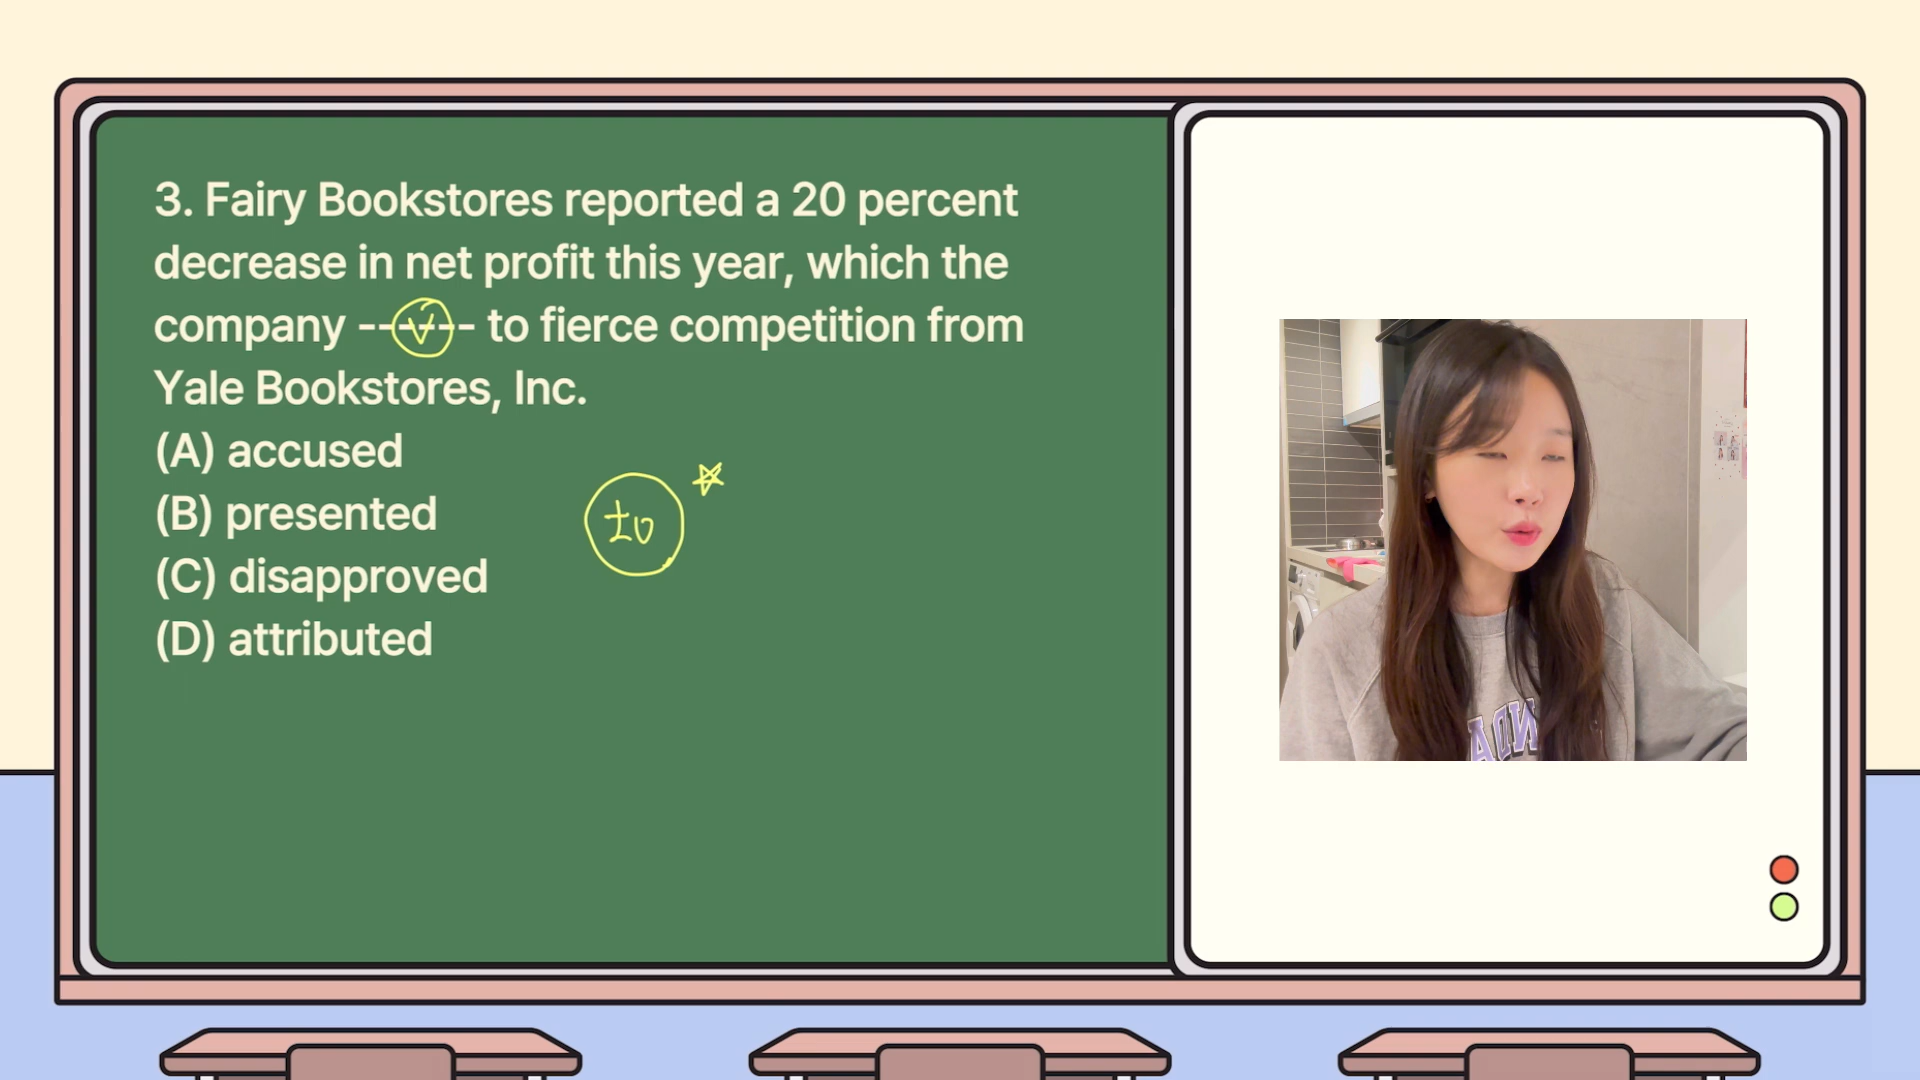 3. Fairy Bookstores reported a 20 percent
decrease in net profit this year, which the
company ------ to fierce competition from
Yale Bookstores, Inc.
(A) accused
(B) presented
(C) disapproved
(D) attributed
V
to